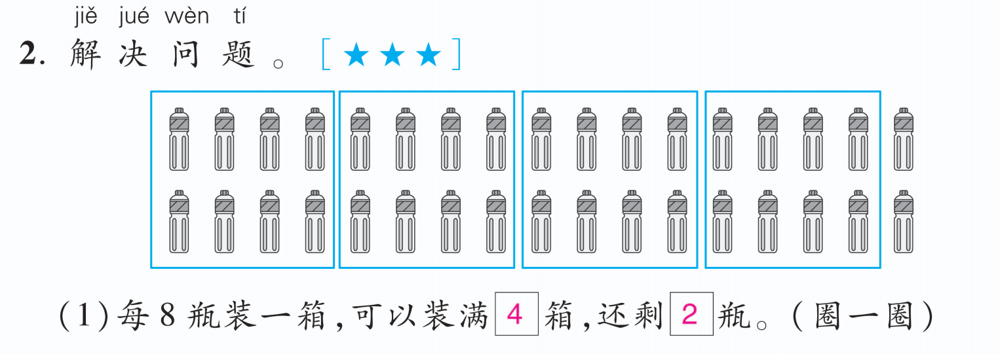 jiě jué wèn tí
2. 解决问题。[★★★]
(1)每8瓶装一箱,可以装满4箱,还剩2瓶。(圈一圈)